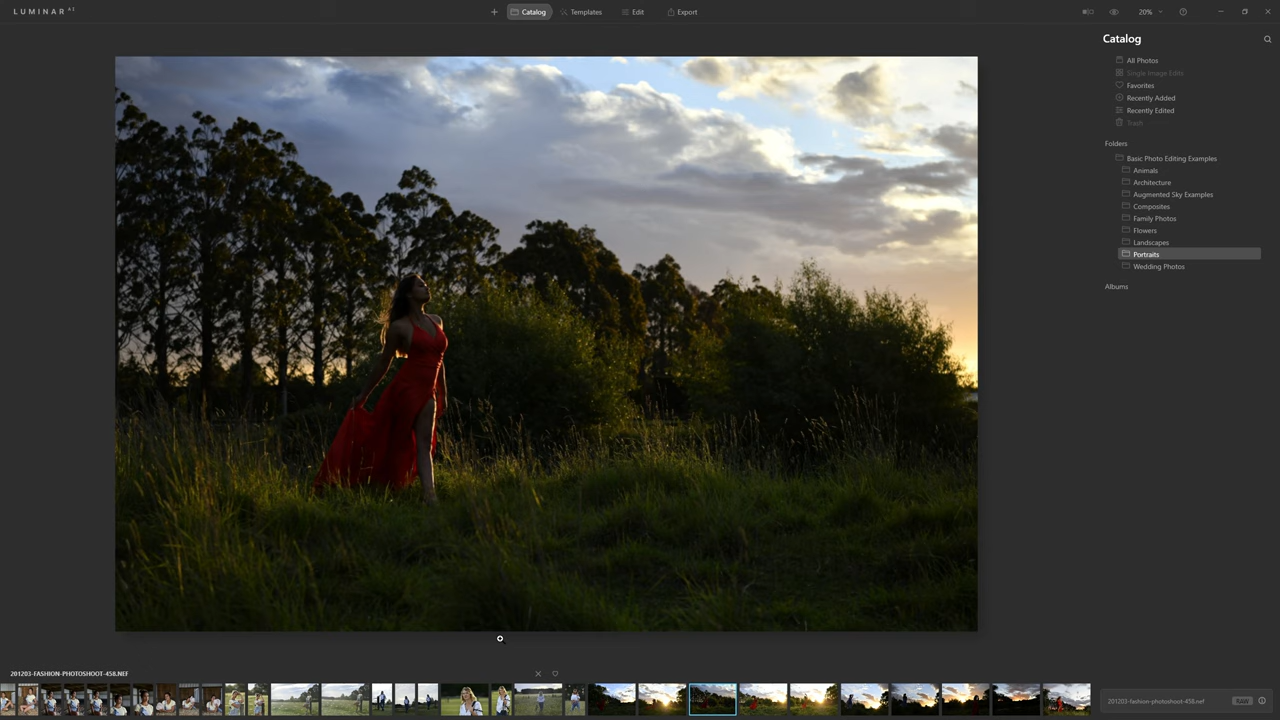 LUMINAR AI
Catalog
Templates
Edit
Export
20%
Catalog
All Photos
Single Image Edits
Favorites
Recently Added
Recently Edited
Trash
Folders
Basic Photo Editing Examples
Animals
Architecture
Augmented Sky Examples
Composites
Family Photos
Flowers
Landscapes
Portraits
Wedding Photos
Albums
201203-FASHION-PHOTOSHOOT-458.NEF
201203-fashion-photoshoot-458.nef
RAW